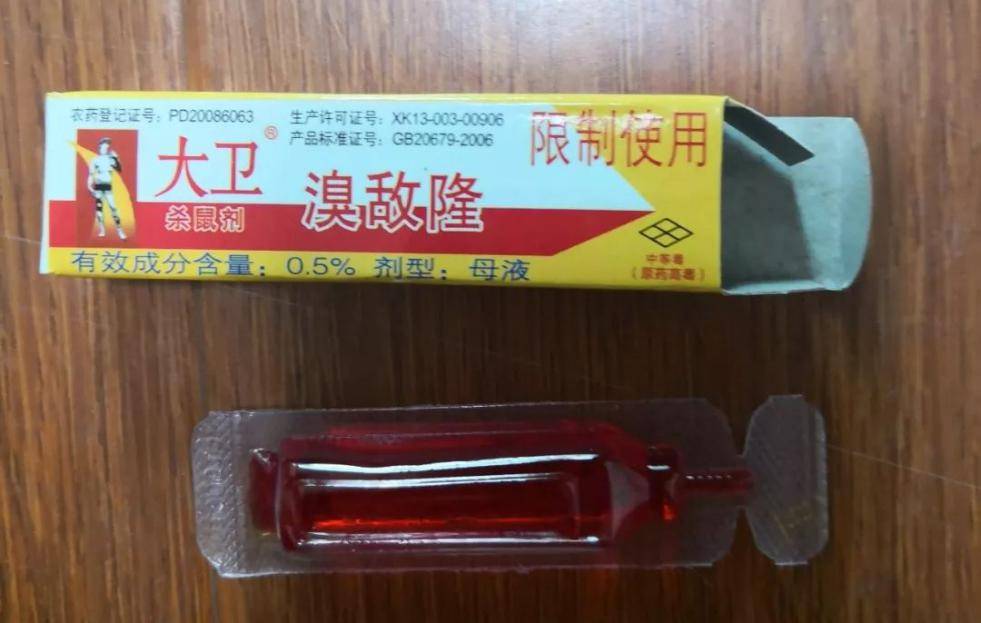 农药登记证号：PD20086063
生产许可证号：XK13-003-00906
产品标准证号：GB20679-2006
限制使用
大卫®
杀鼠剂
溴敌隆
有效成分含量：0.5% 剂型：母液
中等毒
（原药高毒）